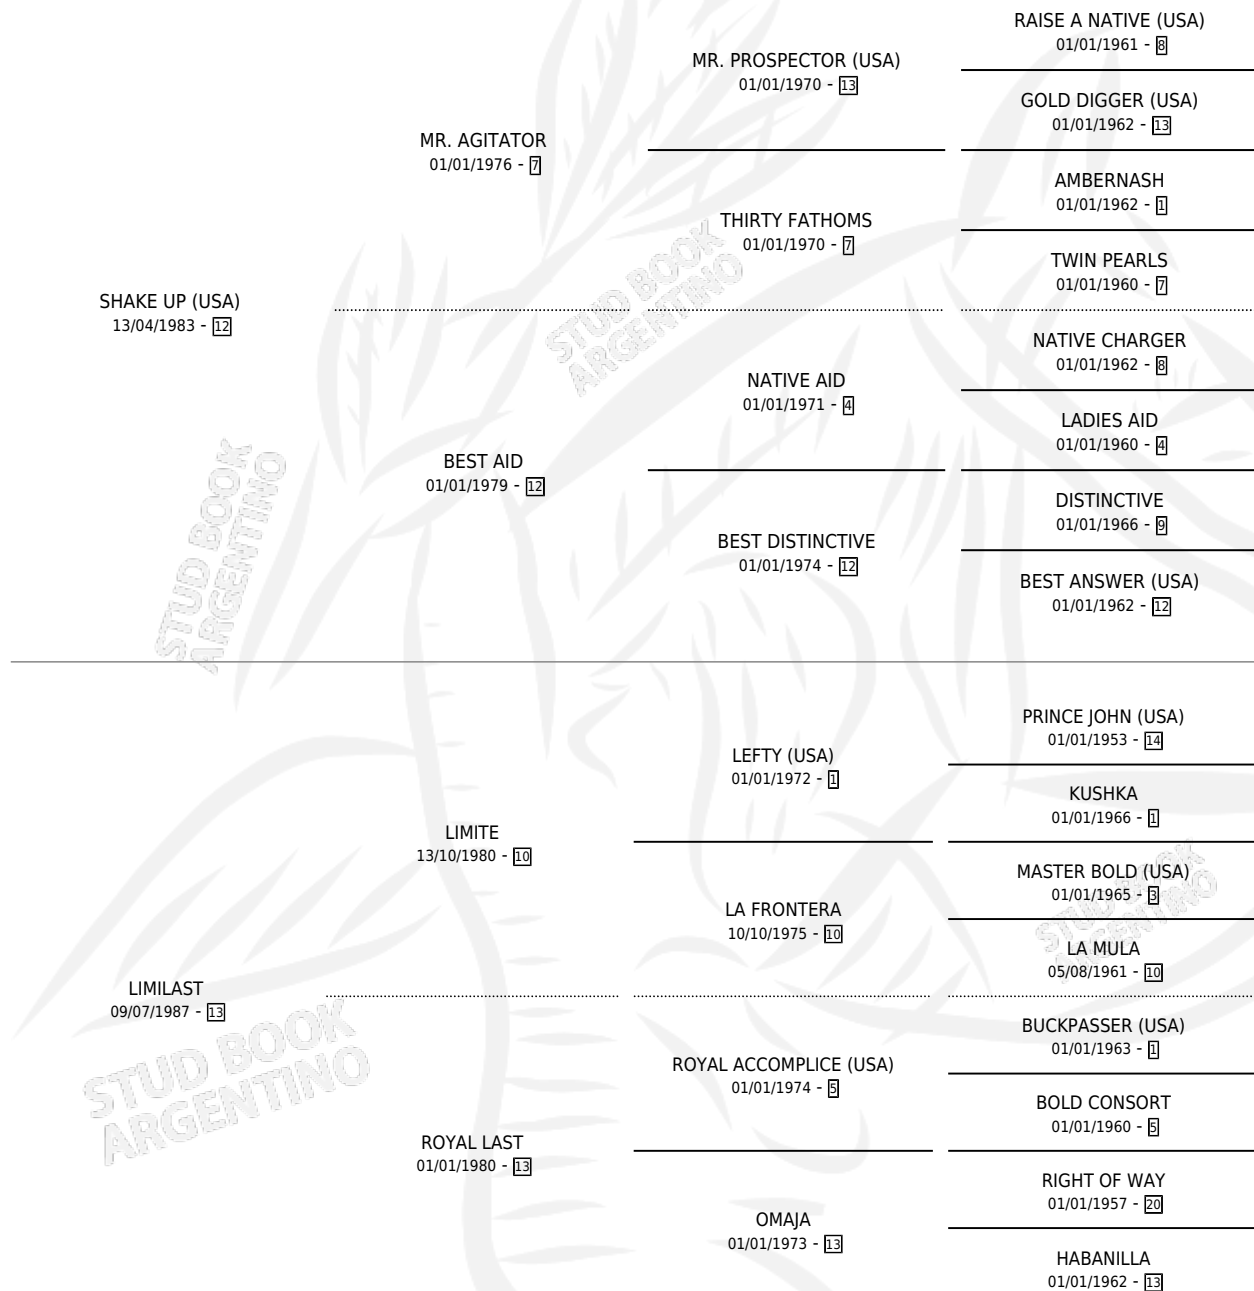 RAISE A NATIVE (USA)
01/01/1961 - 8
MR. PROSPECTOR (USA)
01/01/1970 - 13
GOLD DIGGER (USA)
01/01/1962 - 13
MR. AGITATOR
01/01/1976 - 7
AMBERNASH
01/01/1962 - 1
THIRTY FATHOMS
01/01/1970 - 7
TWIN PEARLS
01/01/1960 - 7
SHAKE UP (USA)
13/04/1983 - 12
STUD BOOK
ARGENTINO
NATIVE CHARGER
01/01/1962 - 8
NATIVE AID
01/01/1971 - 4
LADIES AID
01/01/1960 - 4
BEST AID
01/01/1979 - 12
STUD BOOK
ARGENTINO
DISTINCTIVE
01/01/1966 - 9
BEST DISTINCTIVE
01/01/1974 - 12
BEST ANSWER (USA)
01/01/1962 - 12
PRINCE JOHN (USA)
01/01/1953 - 14
LEFTY (USA)
01/01/1972 - 1
KUSHKA
01/01/1966 - 1
LIMITE
13/10/1980 - 10
MASTER BOLD (USA)
01/01/1965 - 3
STUD BOOK
ARGENTINO
LA FRONTERA
10/10/1975 - 10
LA MULA
05/08/1961 - 10
LIMILAST
09/07/1987 - 13
STUD BOOK
ARGENTINO
BUCKPASSER (USA)
01/01/1963 - 1
ROYAL ACCOMPLICE (USA)
01/01/1974 - 5
BOLD CONSORT
01/01/1960 - 5
ROYAL LAST
01/01/1980 - 13
RIGHT OF WAY
01/01/1957 - 20
OMAJA
01/01/1973 - 13
HABANILLA
01/01/1962 - 13